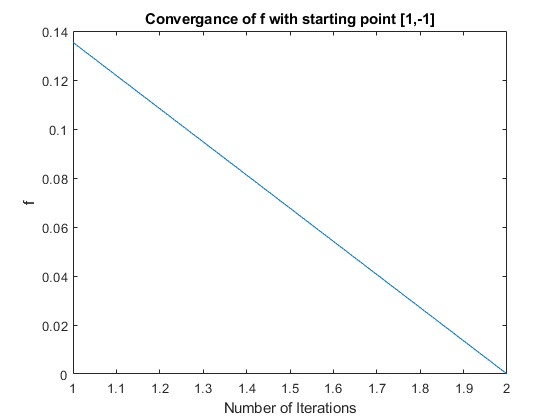 Convergance of f with starting point [1,-1]
0.14
0.12
0.1
0.08
0.06
0.04
0.02
0
f
1 1.1 1.2 1.3 1.4 1.5 1.6 1.7 1.8 1.9 2
Number of Iterations